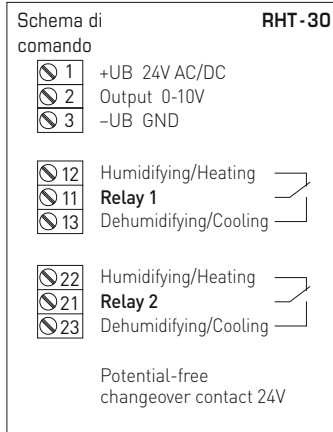 Schema di RHT-30
comando
1 +UB 24V AC/DC
2 Output 0-10V
3 –UB GND
12 Humidifying/Heating
11 Relay 1
13 Dehumidifying/Cooling
22 Humidifying/Heating
21 Relay 2
23 Dehumidifying/Cooling
Potential-free
changeover contact 24V